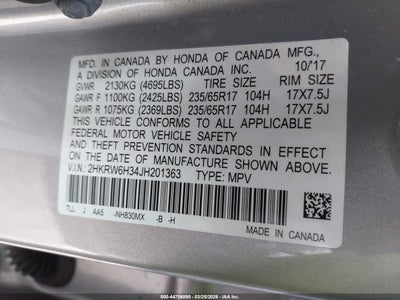 MFD. IN CANADA BY HONDA OF CANADA MFG.,
A DIVISION OF HONDA CANADA INC. 10/17
GVWR 2130KG (4695LBS) TIRE SIZE RIM SIZE
GAWR F 1100KG (2425LBS) 235/65R17 104H 17X7.5J
GAWR R 1075KG (2369LBS) 235/65R17 104H 17X7.5J
THIS VEHICLE CONFORMS TO ALL APPLICABLE
FEDERAL MOTOR VEHICLE SAFETY
AND THEFT PREVENTION STANDARDS IN EFFECT
ON THE DATE OF MANUFACTURE SHOWN ABOVE.
V.I.N.: 2HKRW6H34JH201363 TYPE: MPV
TLL J AA5 -NH830MX -B -H
MADE IN CANADA
© 44706090 | 03/29/2026 | IAA Inc.